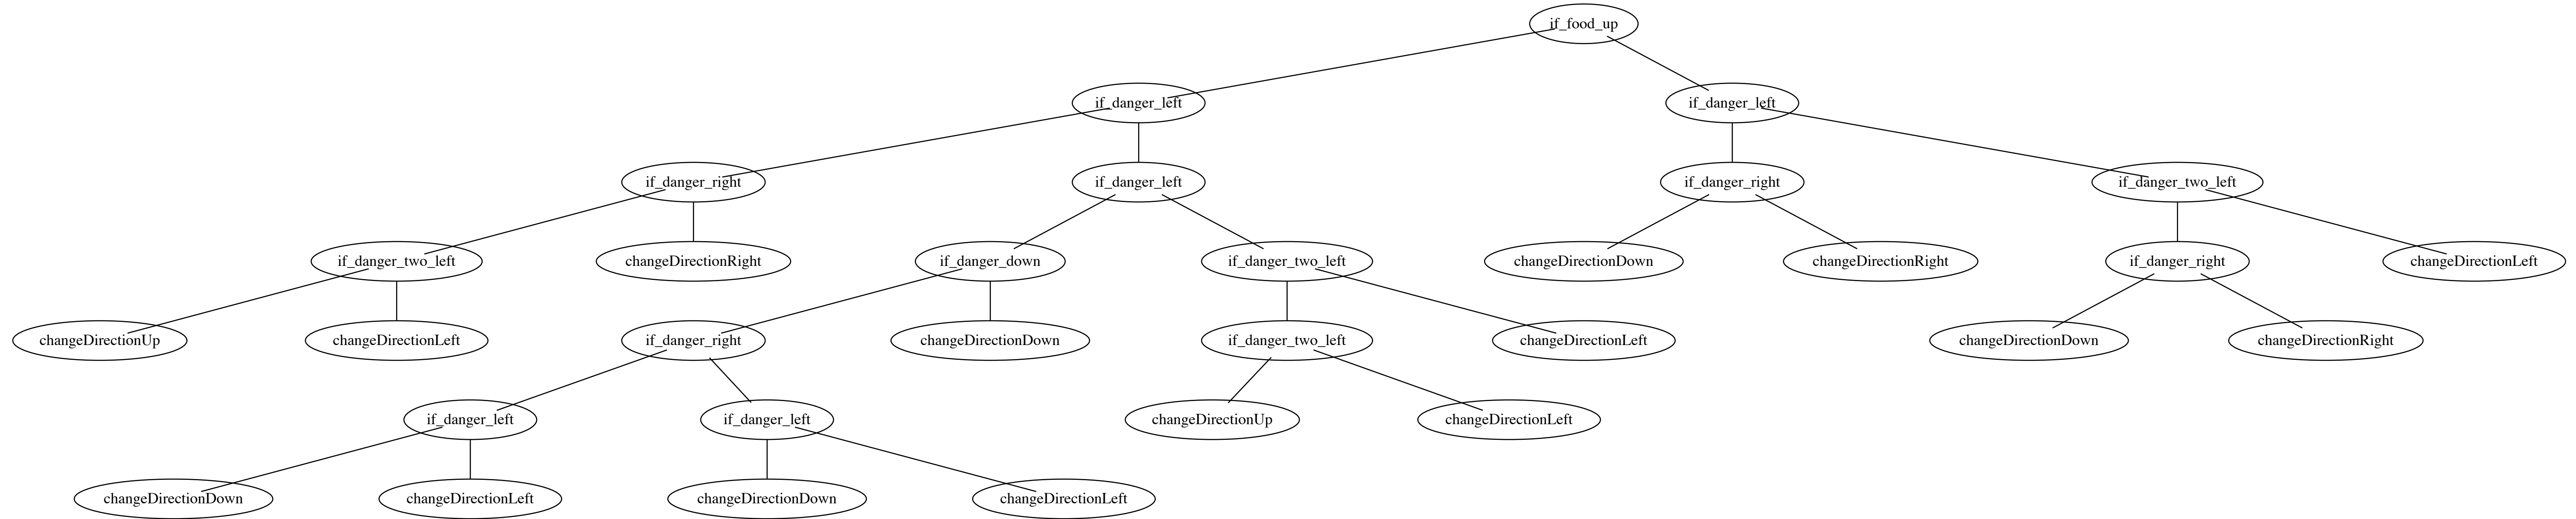 if_food_up
if_danger_left
if_danger_left
if_danger_right
if_danger_left
if_danger_right
if_danger_two_left
if_danger_two_left
changeDirectionRight
if_danger_down
if_danger_two_left
changeDirectionDown
changeDirectionRight
if_danger_right
changeDirectionLeft
changeDirectionUp
changeDirectionLeft
if_danger_right
changeDirectionDown
if_danger_two_left
changeDirectionLeft
changeDirectionDown
changeDirectionRight
if_danger_left
if_danger_left
changeDirectionUp
changeDirectionLeft
changeDirectionDown
changeDirectionLeft
changeDirectionDown
changeDirectionLeft